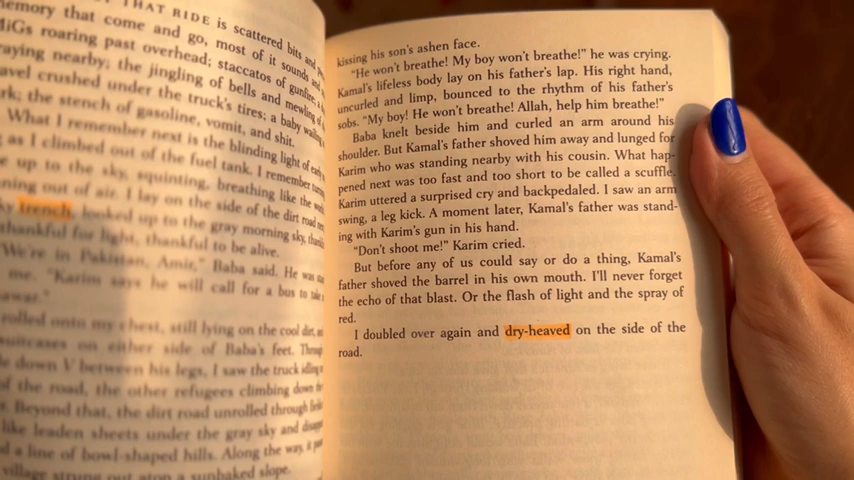 THAT RIDE is scattered bits and
memory that come and go, most of it sounds and
MiGs roaring past overhead; staccatos of gunfire; a
braying nearby; the jingling of bells and mewling of
crushed under the truck's tires; a baby wailing
the stench of gasoline, vomit, and shit.
What I remember next is the blinding light of early
as I climbed out of the fuel tank. I remember turning
up to the sky, squinting, breathing like the
running out of air. I lay on the side of the dirt road
trench, looked up to the gray morning sky,
thankful for light, thankful to be alive.
"We're in Pakistan, Amir," Baba said. He was
me. "Karim says he will call for a bus to take
rolled onto my chest, still lying on the cool dirt,
suitcases on either side of Baba's feet. Through
down V between his legs, I saw the truck idling
of the road, the other refugees climbing down
Beyond that, the dirt road unrolled through
like leaden sheets under the gray sky and
a line of bowl-shaped hills. Along the way, it
village strung out atop a sunbaked slope.
kissing his son's ashen face.
"He won't breathe! My boy won't breathe!" he was crying.
Kamal's lifeless body lay on his father's lap. His right hand,
uncurled and limp, bounced to the rhythm of his father's
sobs. "My boy! He won't breathe! Allah, help him breathe!"
Baba knelt beside him and curled an arm around his
shoulder. But Kamal's father shoved him away and lunged for
Karim who was standing nearby with his cousin. What hap-
pened next was too fast and too short to be called a scuffle.
Karim uttered a surprised cry and backpedaled. I saw an arm
swing, a leg kick. A moment later, Kamal's father was stand-
ing with Karim's gun in his hand.
"Don't shoot me!" Karim cried.
But before any of us could say or do a thing, Kamal's
father shoved the barrel in his own mouth. I'll never forget
the echo of that blast. Or the flash of light and the spray of
red.
I doubled over again and dry-heaved on the side of the
road.